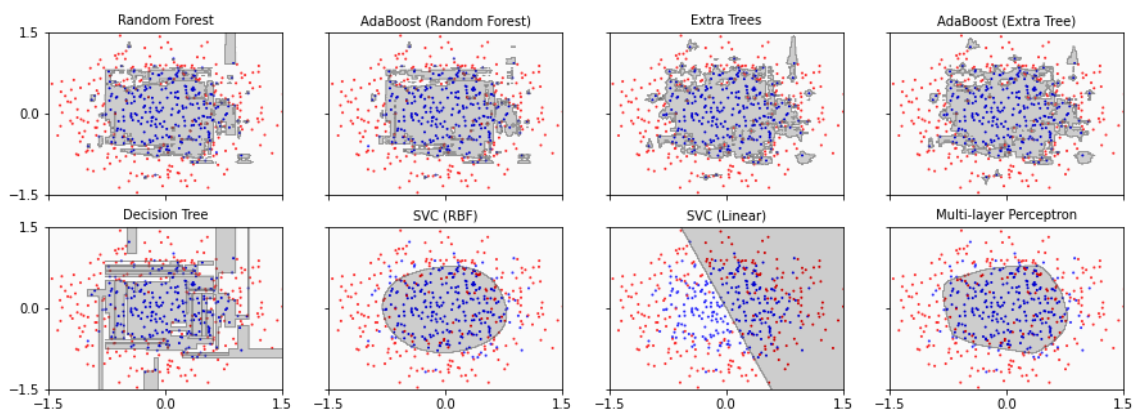 Random Forest
AdaBoost (Random Forest)
Extra Trees
AdaBoost (Extra Tree)
1.5
0.0
−1.5
Decision Tree
SVC (RBF)
SVC (Linear)
Multi-layer Perceptron
1.5
0.0
−1.5
−1.5 0.0 1.5
−1.5 0.0 1.5
−1.5 0.0 1.5
−1.5 0.0 1.5